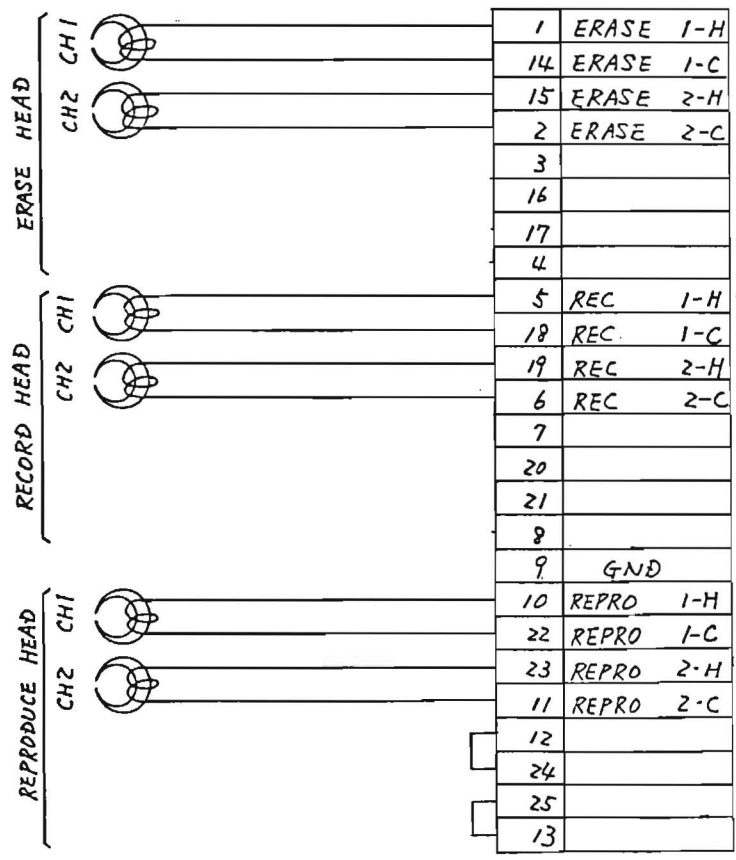 ERASE HEAD
CH1
CH2
1 ERASE 1-H
14 ERASE 1-C
15 ERASE 2-H
2 ERASE 2-C
3
16
17
4
RECORD HEAD
CH1
CH2
5 REC 1-H
18 REC 1-C
19 REC 2-H
6 REC 2-C
7
20
21
8
9 GND
REPRODUCE HEAD
CH1
CH2
10 REPRO 1-H
22 REPRO 1-C
23 REPRO 2-H
11 REPRO 2-C
12
24
25
13